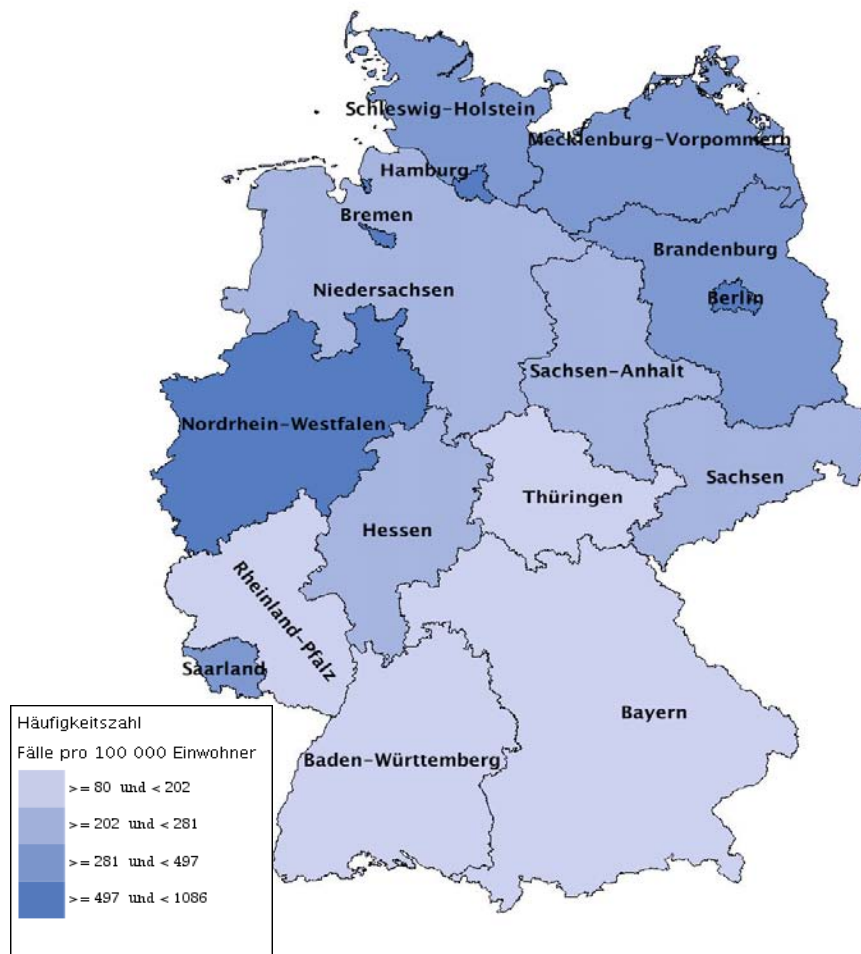 Schleswig-Holstein
Mecklenburg-Vorpommern
Hamburg
Bremen
Brandenburg
Niedersachsen
Berlin
Sachsen-Anhalt
Nordrhein-Westfalen
Sachsen
Thüringen
Hessen
Rheinland-Pfalz
Saarland
Bayern
Baden-Württemberg
Häufigkeitszahl
Fälle pro 100 000 Einwohner
>= 80 und < 202
>= 202 und < 281
>= 281 und < 497
>= 497 und < 1086